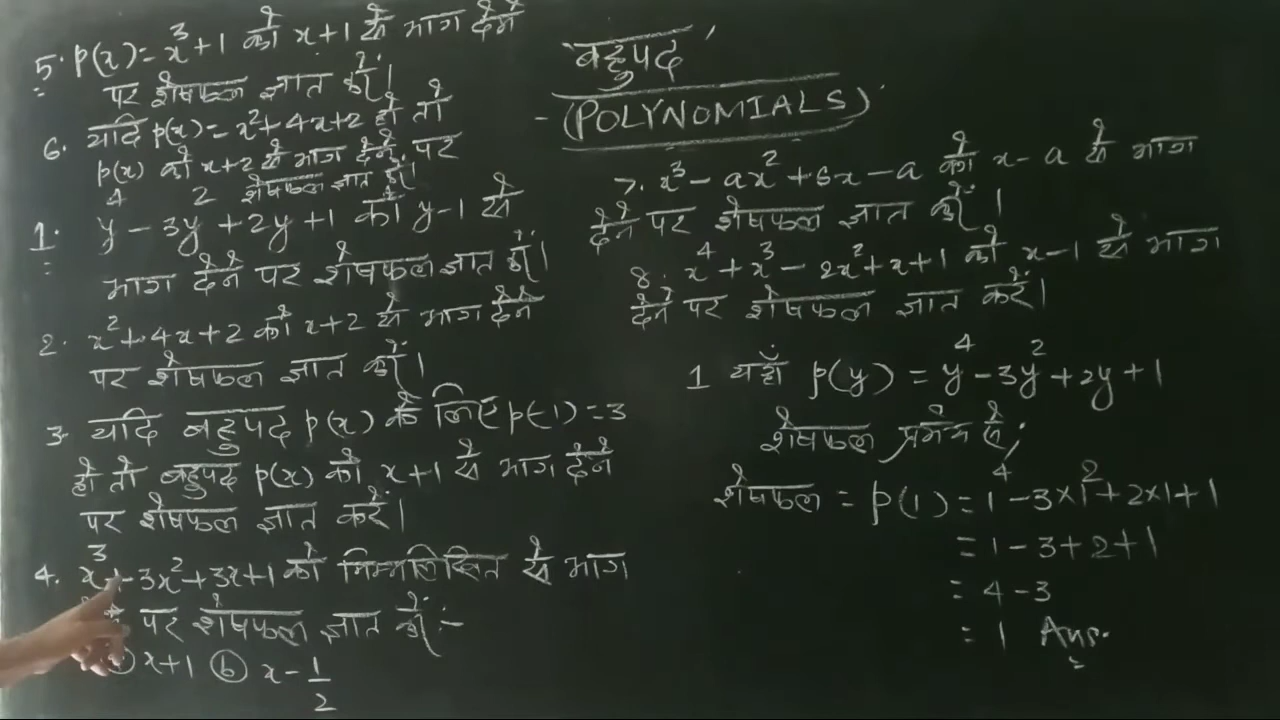 5. p(x) = x³+1 को x+1 से भाग देने
पर शेषफल ज्ञात करें।
6. यदि p(x) = x²+4x+2 हो तो
p(x) को x+2 से भाग देने पर
शेषफल ज्ञात करें।
1. y⁴ - 3y² + 2y + 1 को y-1 से
भाग देने पर शेषफल ज्ञात करें।
2. x²+4x+2 को x+2 से भाग देने
पर शेषफल ज्ञात करें।
3. यदि बहुपद p(x) के लिए p(-1) = 3
हो तो बहुपद p(x) को x+1 से भाग देने
पर शेषफल ज्ञात करें।
4. x³ 3x²+3x+1 को निम्नलिखित से भाग
पर शेषफल ज्ञात करें:-
x+1 ⓑ x - 1/2
'बहुपद'
- (POLYNOMIALS)
7. x³ - ax² + 6x - a को x - a से भाग
देने पर शेषफल ज्ञात करें।
8. x⁴ + x³ - 2x² + x + 1 को x-1 से भाग
देने पर शेषफल ज्ञात करें।
1 यहाँ p(y) = y⁴ - 3y² + 2y + 1
शेषफल प्रमेय से,
शेषफल = p(1) = 1⁴ - 3×1² + 2×1 + 1
= 1 - 3 + 2 + 1
= 4 - 3
= 1 Ans.